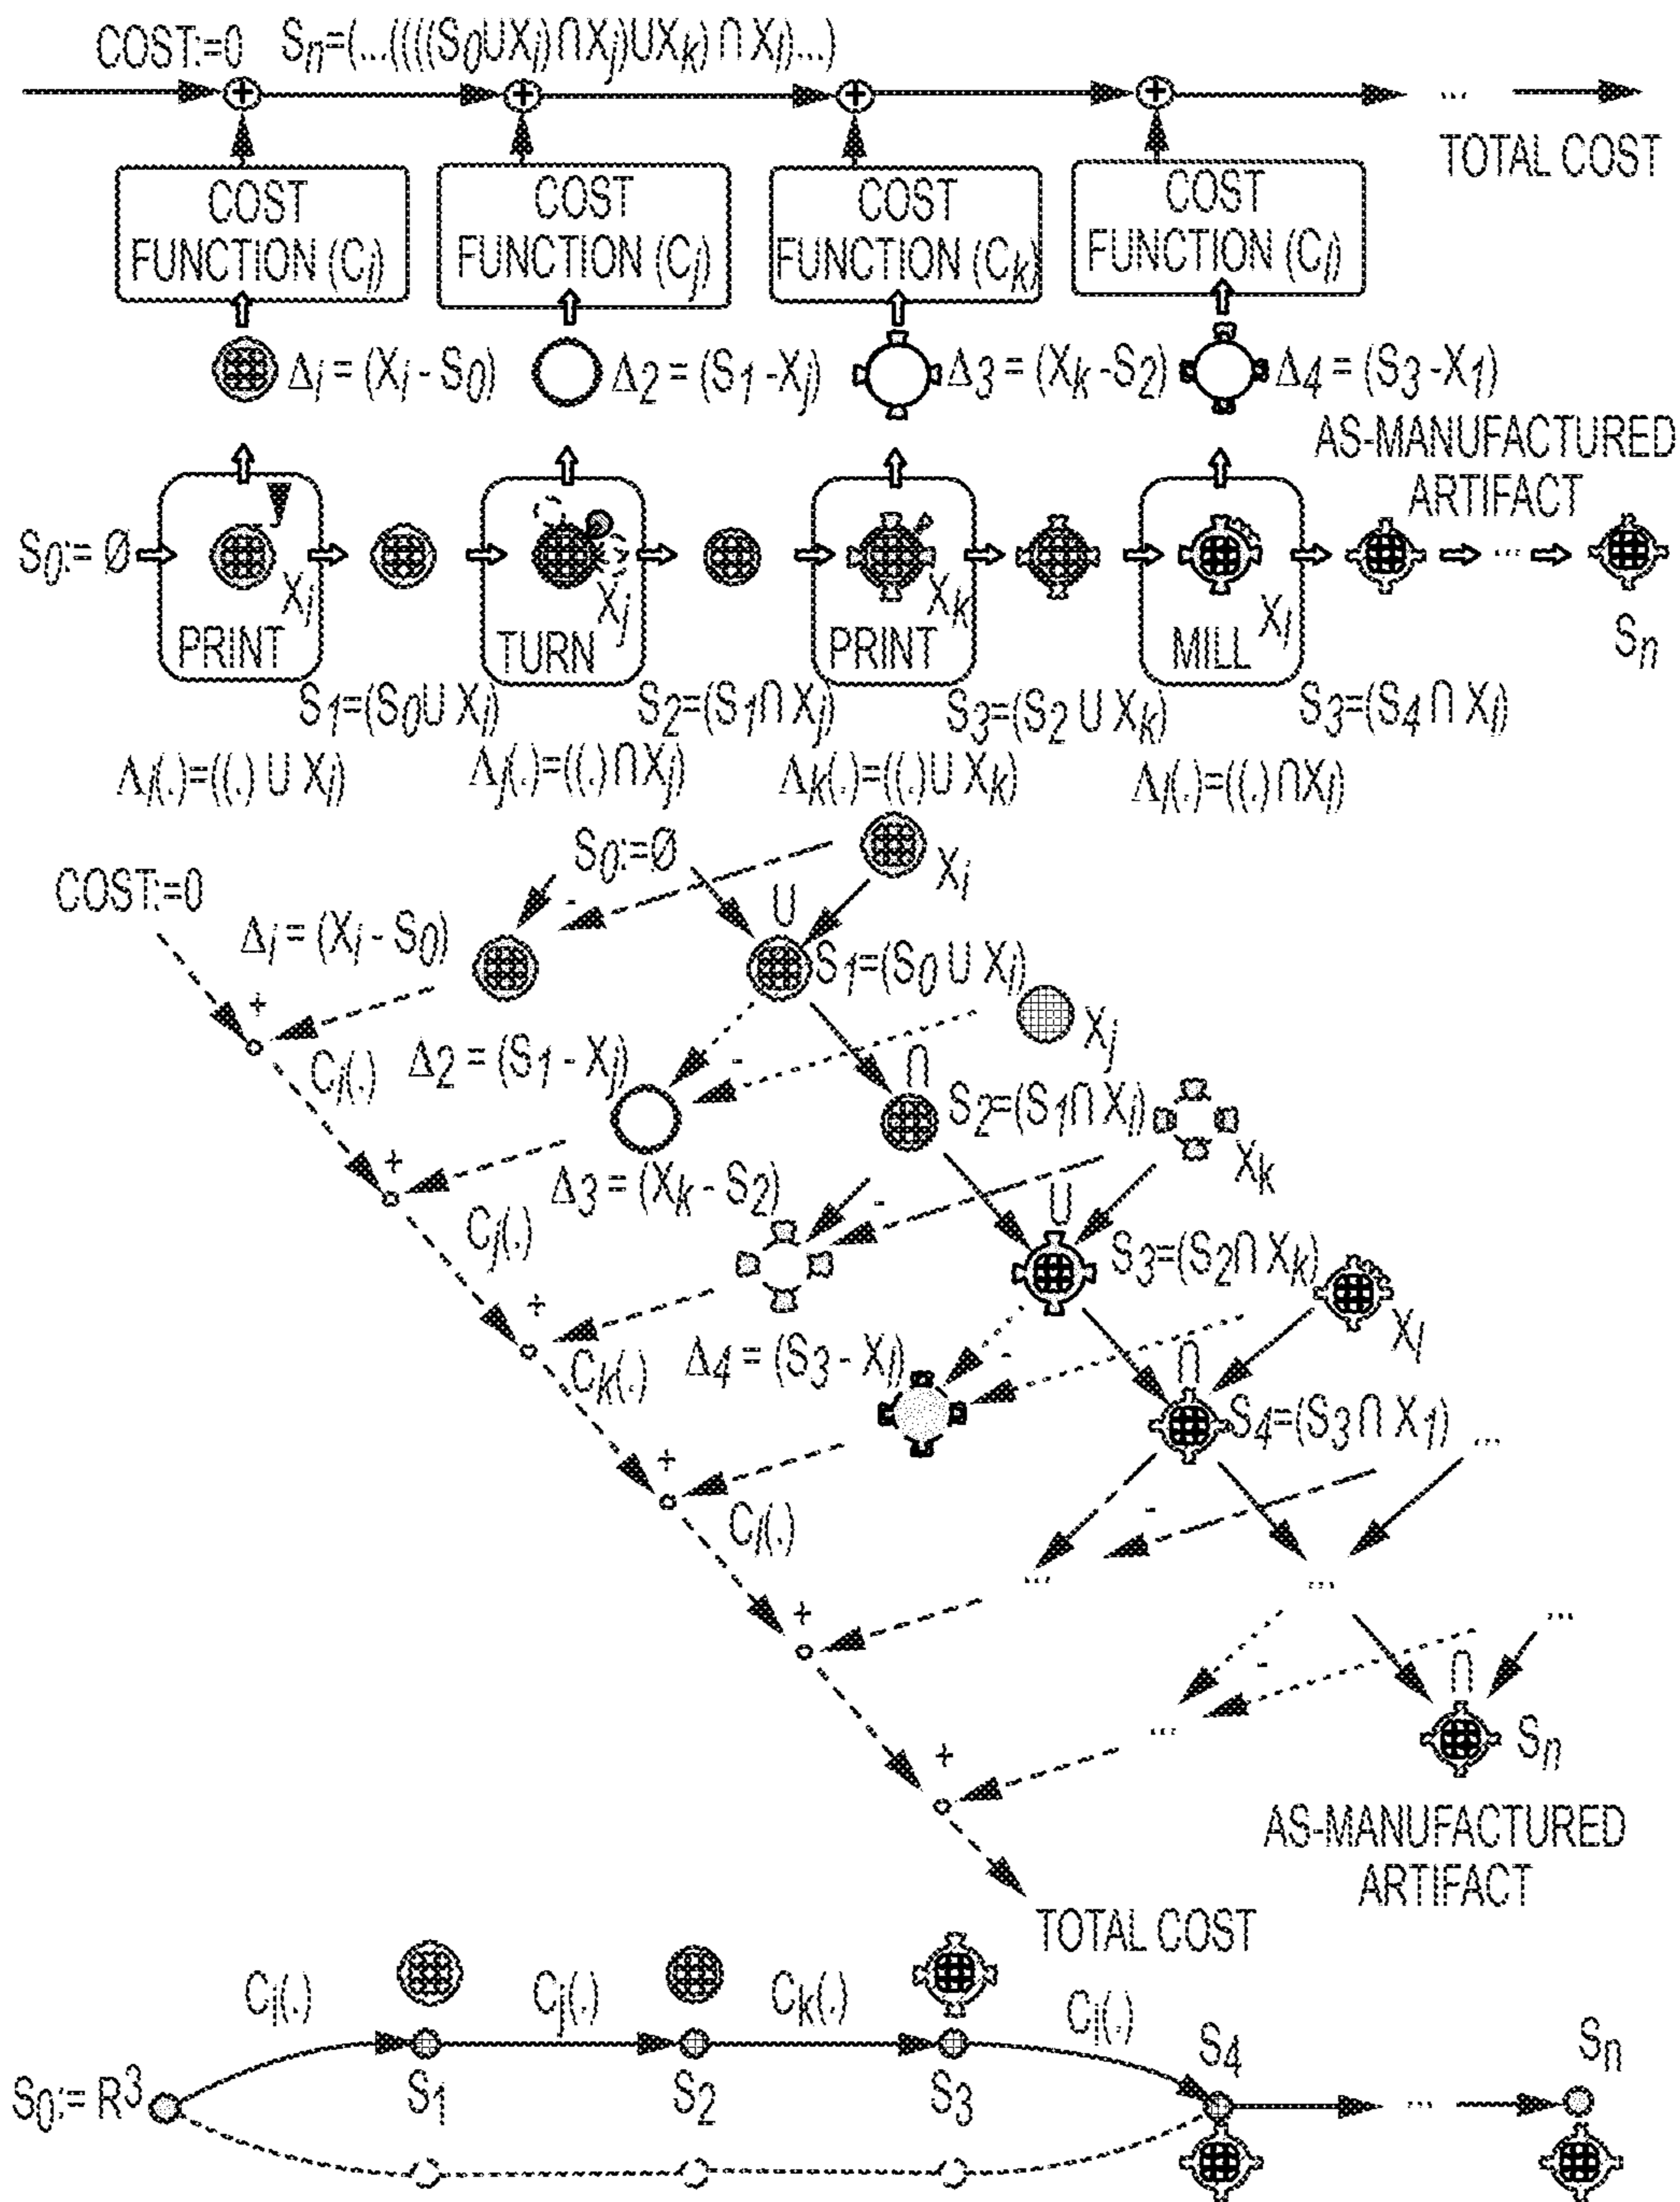 COST:=0 Sn=(...((((S0∪Xi)∩Xj)∪Xk)∩Xl)...)
+ + + + ...
TOTAL COST
COST FUNCTION (Ci)
COST FUNCTION (Cj)
COST FUNCTION (Ck)
COST FUNCTION (Cl)
Δi = (Xi - S0)
Δ2 = (S1 -Xj)
Δ3 = (Xk -S2)
Δ4 = (S3 -X1)
AS-MANUFACTURED
ARTIFACT
S0:= Ø
Xi
PRINT
Xj
TURN
Xk
PRINT
Xl
MILL
...
Sn
S1=(S0∪ Xi)
S2=(S1∩ Xj)
S3=(S2 ∪ Xk)
S3=(S4 ∩ Xl)
Λi(.)=((.) ∪ Xi)
Λj(.)=((.)∩Xj)
Λk(.)=((.)∪ Xk)
Λl(.)=((.)∩Xl)
S0:=Ø
Xi
COST:=0
-
∪
Δi = (Xi - S0)
S1=(S0 ∪ Xi)
+
Xj
Ci(.)
Δ2 = (S1 - Xj)
-
∩
S2=(S1∩ Xj)
+
Xk
Δ3 = (Xk - S2)
-
∪
Cj(.)
S3=(S2∩ Xk)
+
Xl
Ck(.)
Δ4 = (S3 - Xl)
-
∩
S4=(S3 ∩ X1)
...
+
Cl(.)
-
...
...
+
...
-
∩
...
Sn
+
AS-MANUFACTURED
ARTIFACT
TOTAL COST
Ci(.)
Cj(.)
Ck(.)
Cl(.)
S0:= R3
S1
S2
S3
S4
...
Sn